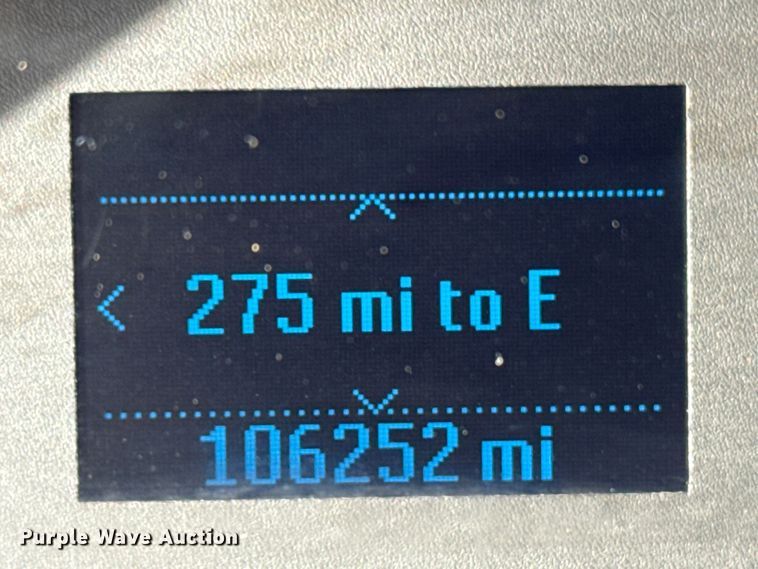 275 mi to E
106252 mi
Purple Wave Auction